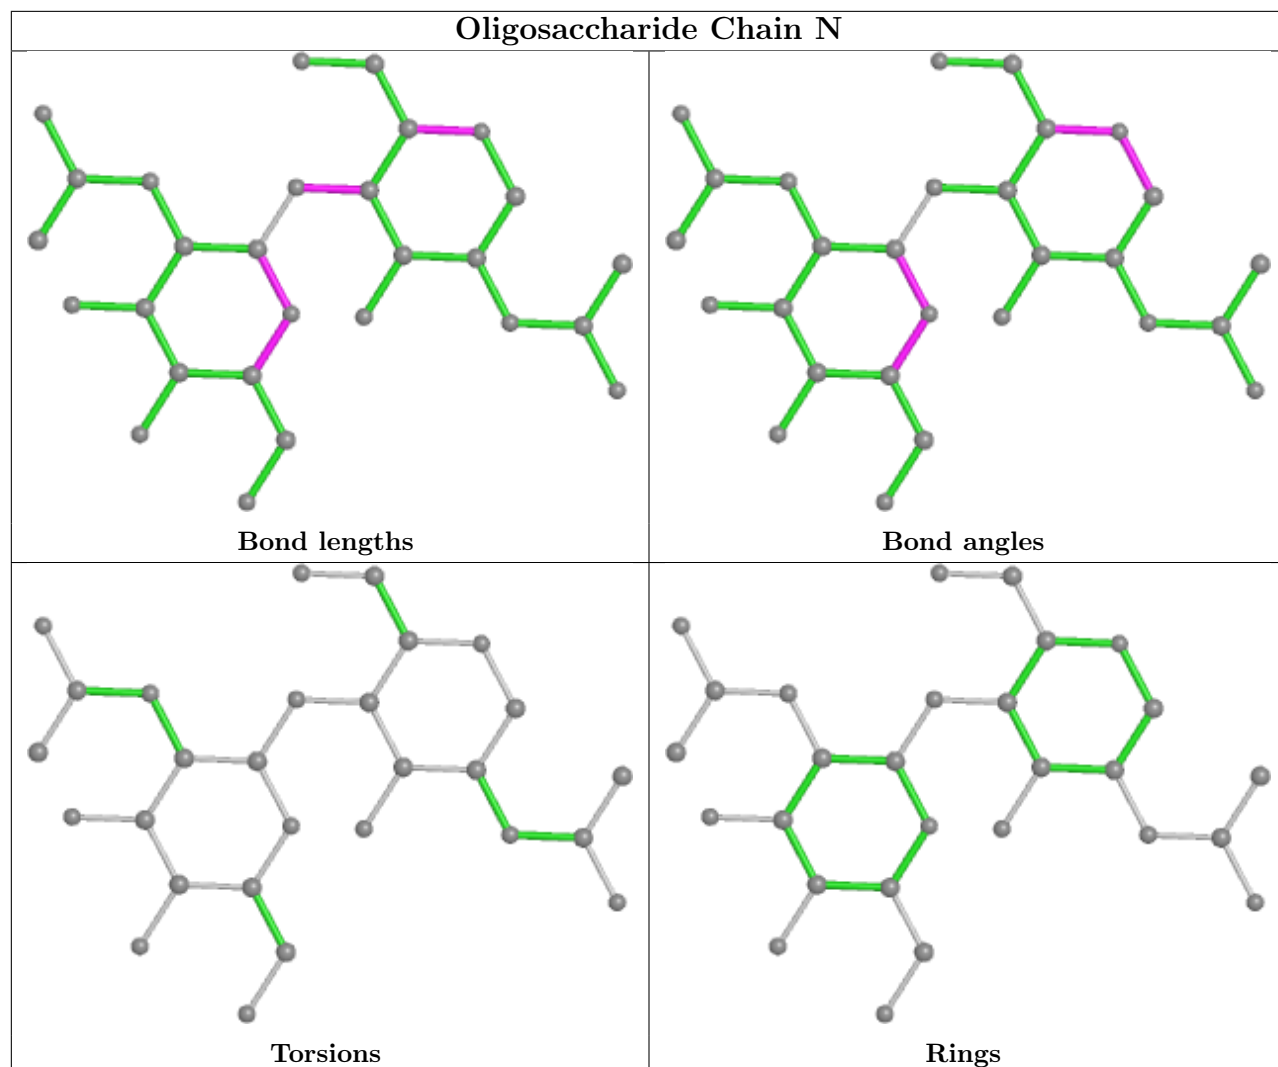 Oligosaccharide Chain N
Bond lengths
Bond angles
Torsions
Rings